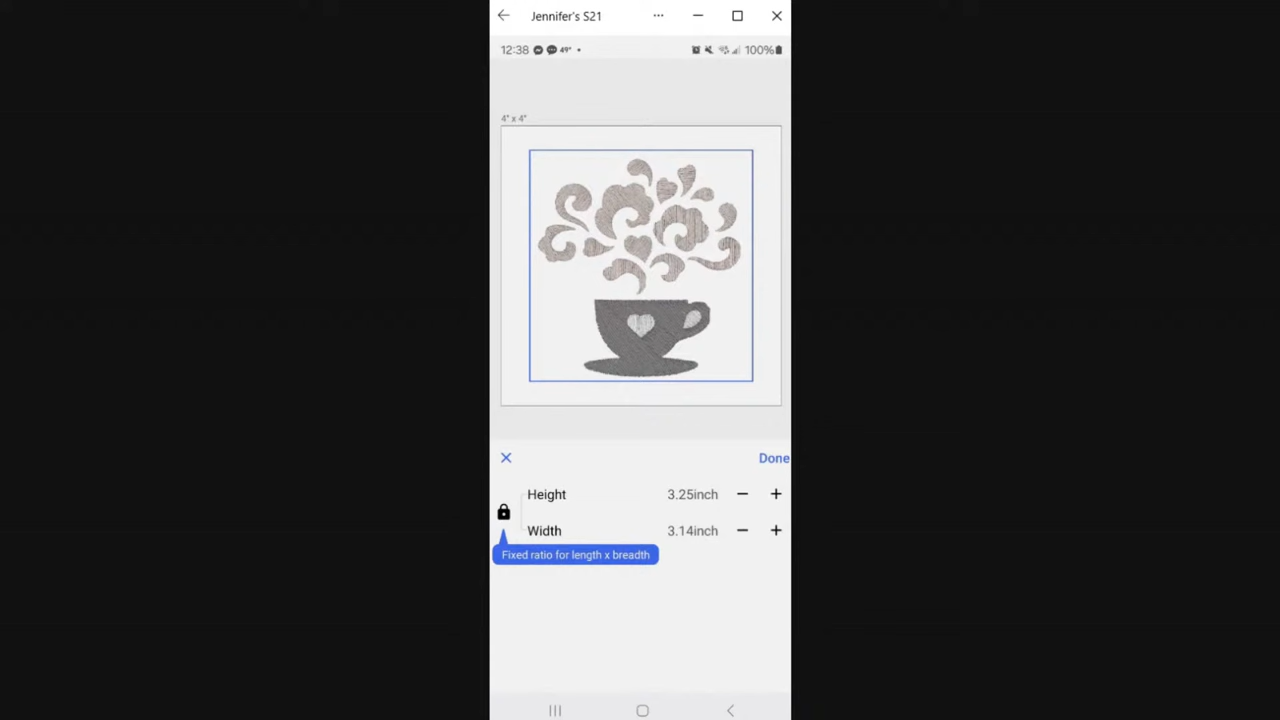 Jennifer's S21
12:38 49° 100%
4" x 4"
Done
Height 3.25inch
Width 3.14inch
Fixed ratio for length x breadth